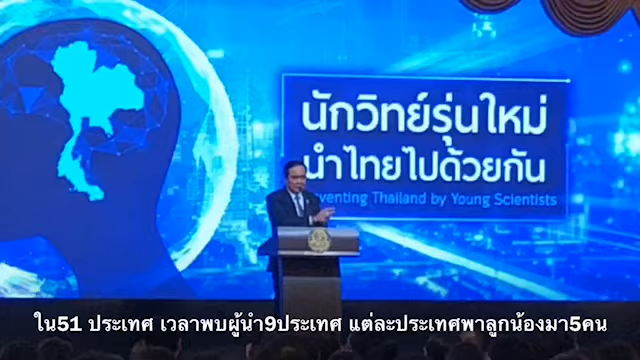 นักวิทย์รุ่นใหม่
นำไทยไปด้วยกัน
venting Thailand by Young Scientists
ใน51 ประเทศ เวลาพบผู้นำ9ประเทศ แต่ละประเทศพาลูกน้องมา5คน